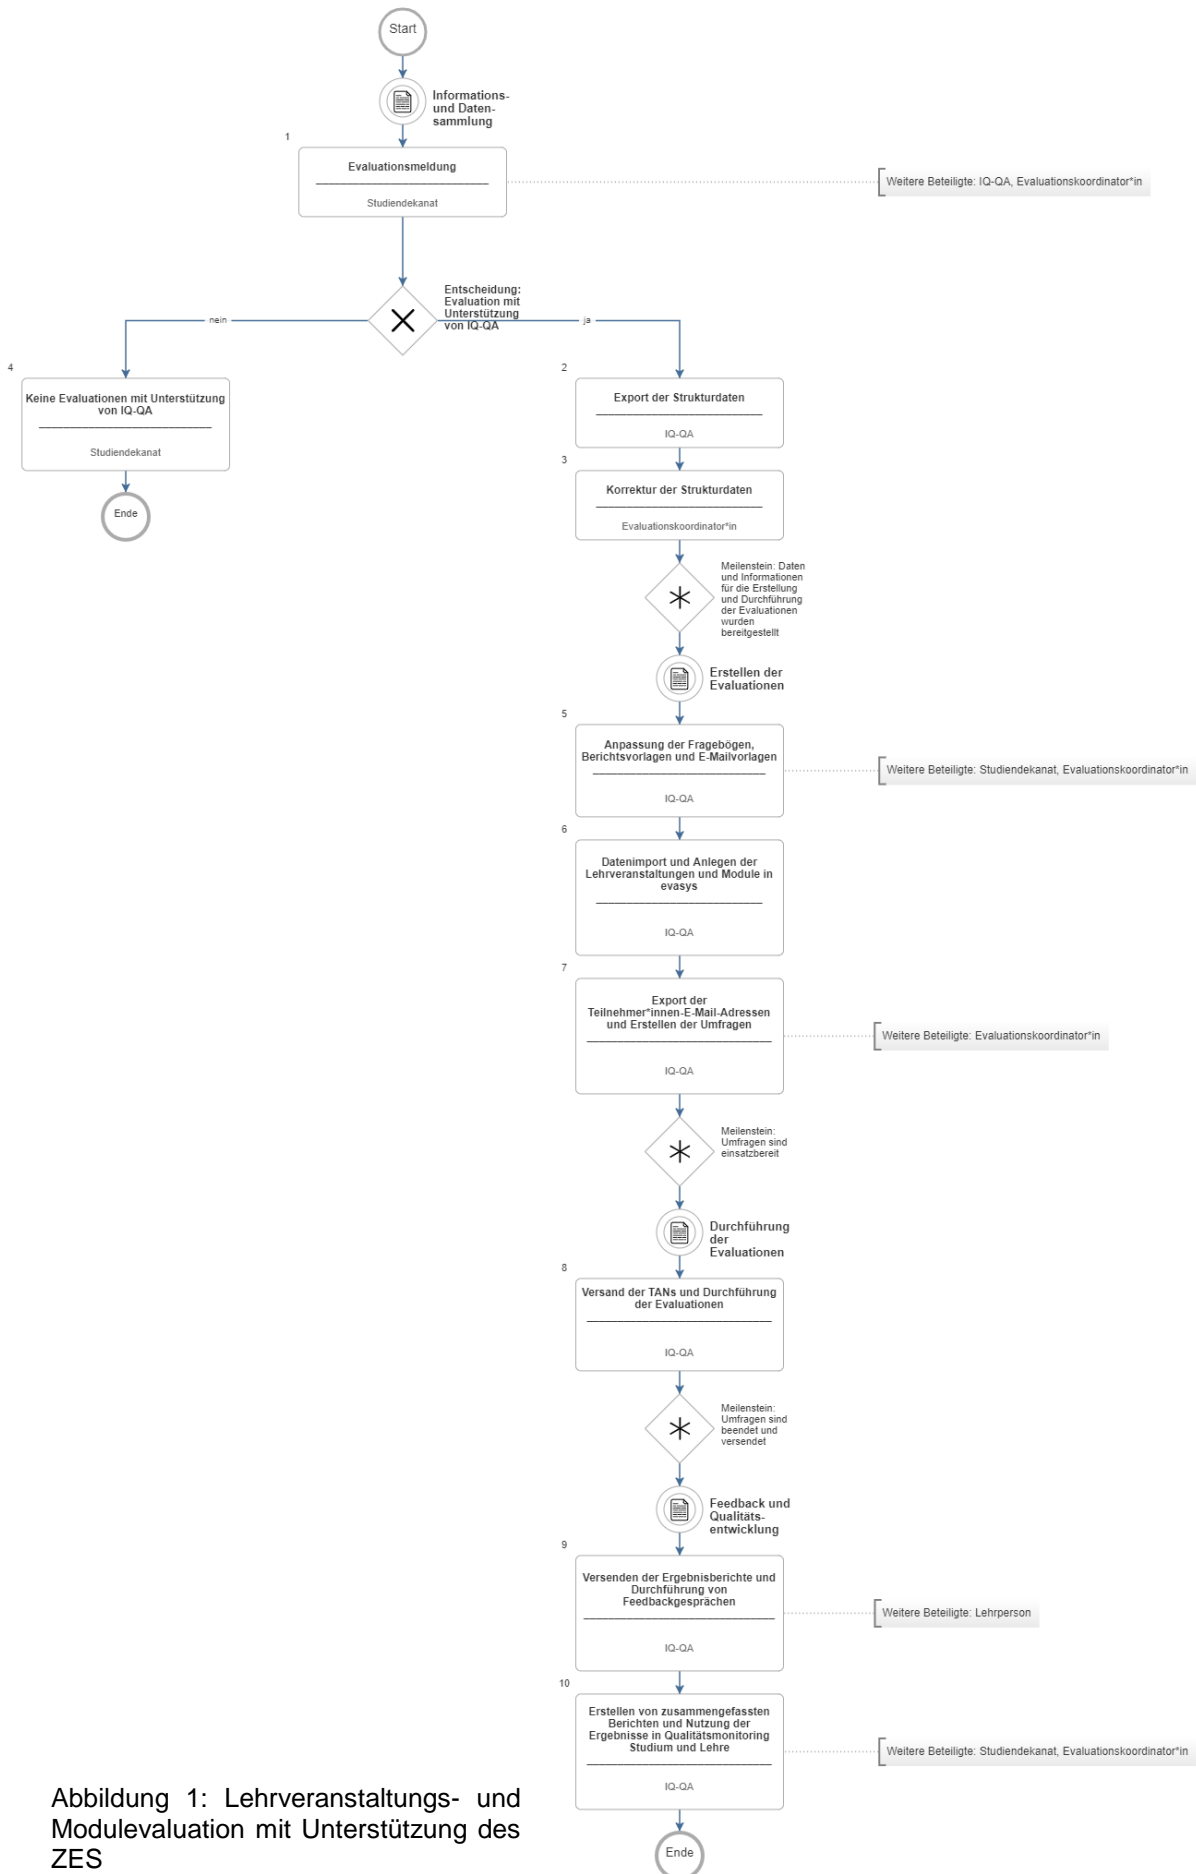 Start
Informations-
und Daten-
sammlung
1
Evaluationsmeldung
Studiendekanat
Weitere Beteiligte: IQ-QA, Evaluationskoordinator*in
Entscheidung:
Evaluation mit
Unterstützung
von IQ-QA
nein
ja
4
Keine Evaluationen mit Unterstützung
von IQ-QA
Studiendekanat
Ende
2
Export der Strukturdaten
IQ-QA
3
Korrektur der Strukturdaten
Evaluationskoordinator*in
Meilenstein: Daten
und Informationen
für die Erstellung
und Durchführung
der Evaluationen
wurden
bereitgestellt
Erstellen der
Evaluationen
5
Anpassung der Fragebögen,
Berichtsvorlagen und E-Mailvorlagen
IQ-QA
Weitere Beteiligte: Studiendekanat, Evaluationskoordinator*in
6
Datenimport und Anlegen der
Lehrveranstaltungen und Module in
evasys
IQ-QA
7
Export der
Teilnehmer*innen-E-Mail-Adressen
und Erstellen der Umfragen
IQ-QA
Weitere Beteiligte: Evaluationskoordinator*in
Meilenstein:
Umfragen sind
einsatzbereit
Durchführung
der
Evaluationen
8
Versand der TANs und Durchführung
der Evaluationen
IQ-QA
Meilenstein:
Umfragen sind
beendet und
versendet
Feedback und
Qualitäts-
entwicklung
9
Versenden der Ergebnisberichte und
Durchführung von
Feedbackgesprächen
IQ-QA
Weitere Beteiligte: Lehrperson
10
Erstellen von zusammengefassten
Berichten und Nutzung der
Ergebnisse in Qualitätsmonitoring
Studium und Lehre
IQ-QA
Weitere Beteiligte: Studiendekanat, Evaluationskoordinator*in
Ende
Abbildung 1: Lehrveranstaltungs- und
Modulevaluation mit Unterstützung des
ZES